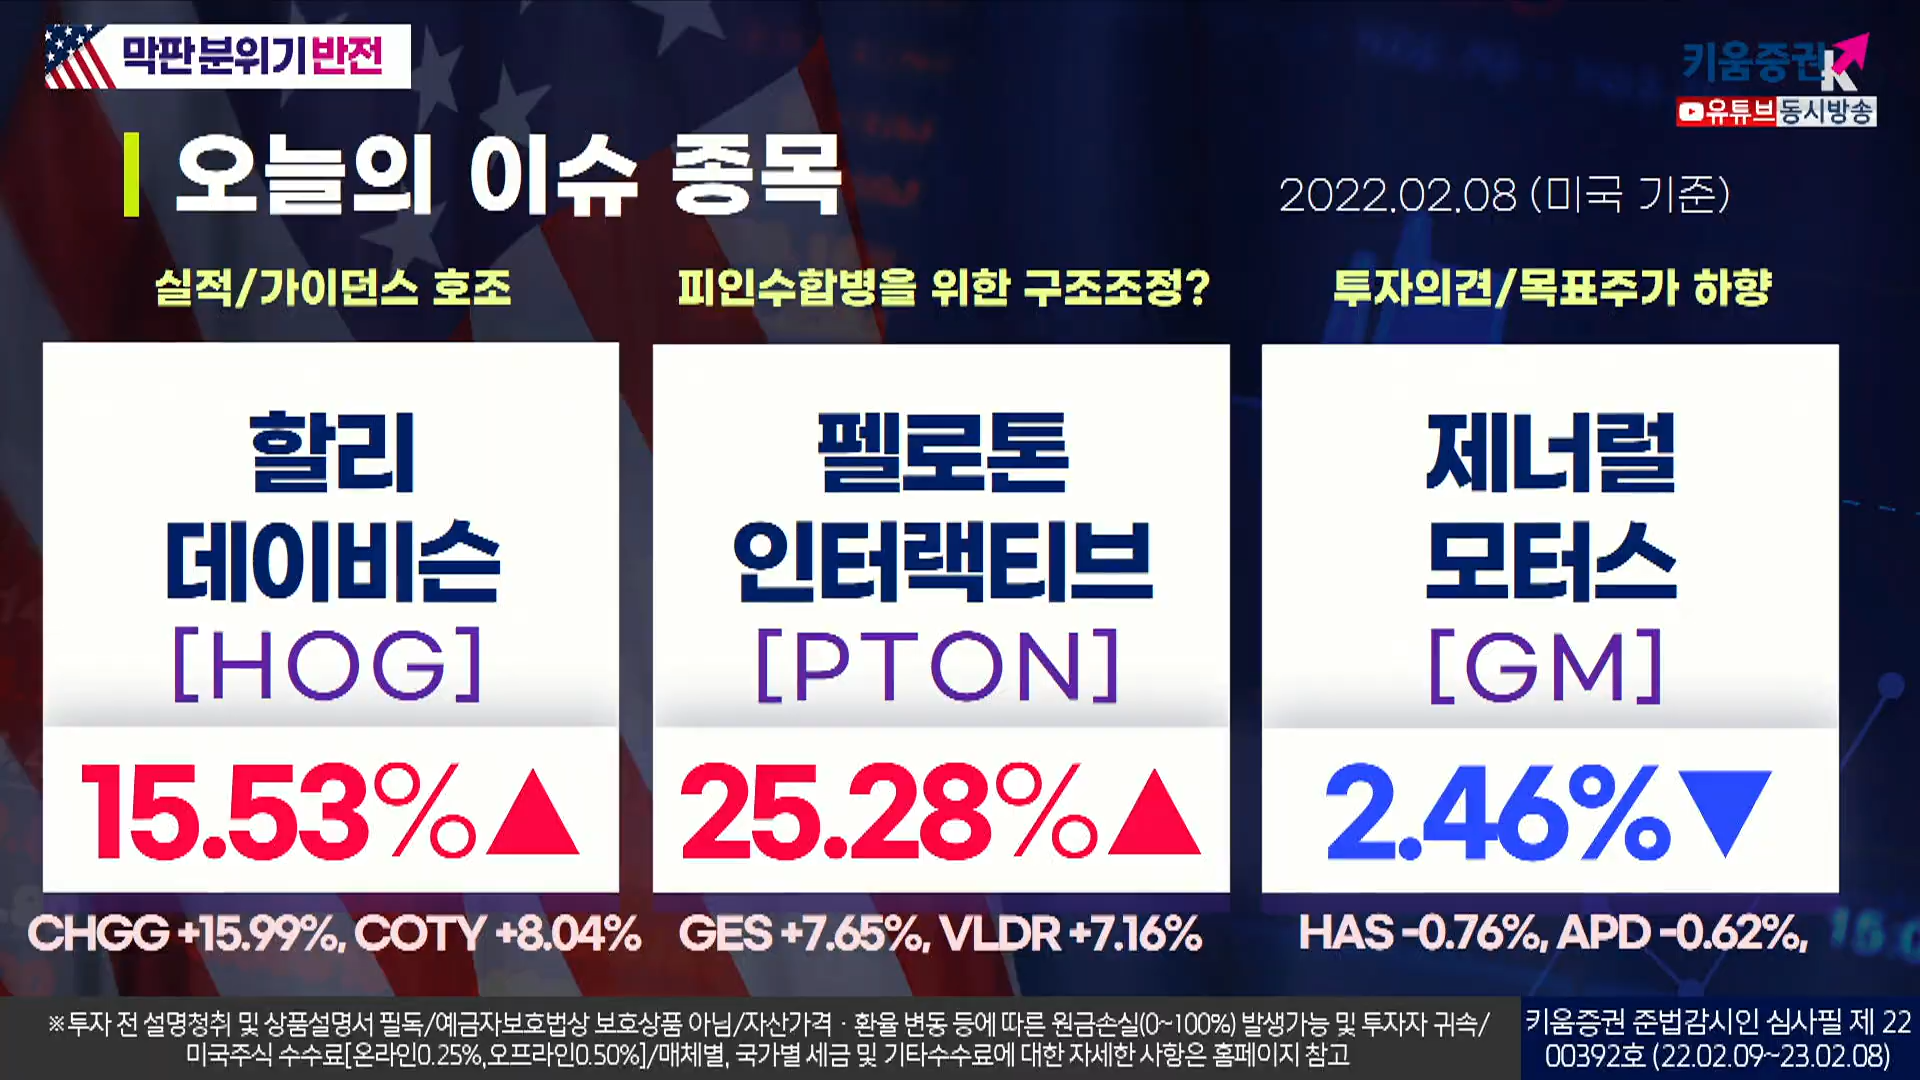 막판 분위기 반전
키움증권
유튜브 동시방송
오늘의 이슈 종목
2022.02.08 (미국 기준)
실적/가이던스 호조
피인수합병을 위한 구조조정?
투자의견/목표주가 하향
할리
데이비슨
[HOG]
15.53%▲
펠로톤
인터랙티브
[PTON]
25.28%▲
제너럴
모터스
[GM]
2.46%▼
CHGG +15.99%, COTY +8.04%
GES +7.65%, VLDR +7.16%
HAS -0.76%, APD -0.62%,
※투자 전 설명청취 및 상품설명서 필독/예금자보호법상 보호상품 아님/자산가격 · 환율 변동 등에 따른 원금손실(0~100%) 발생가능 및 투자자 귀속/
미국주식 수수료[온라인0.25%,오프라인0.50%]/매체별, 국가별 세금 및 기타수수료에 대한 자세한 사항은 홈페이지 참고
키움증권 준법감시인 심사필 제 22
00392호 (22.02.09~23.02.08)